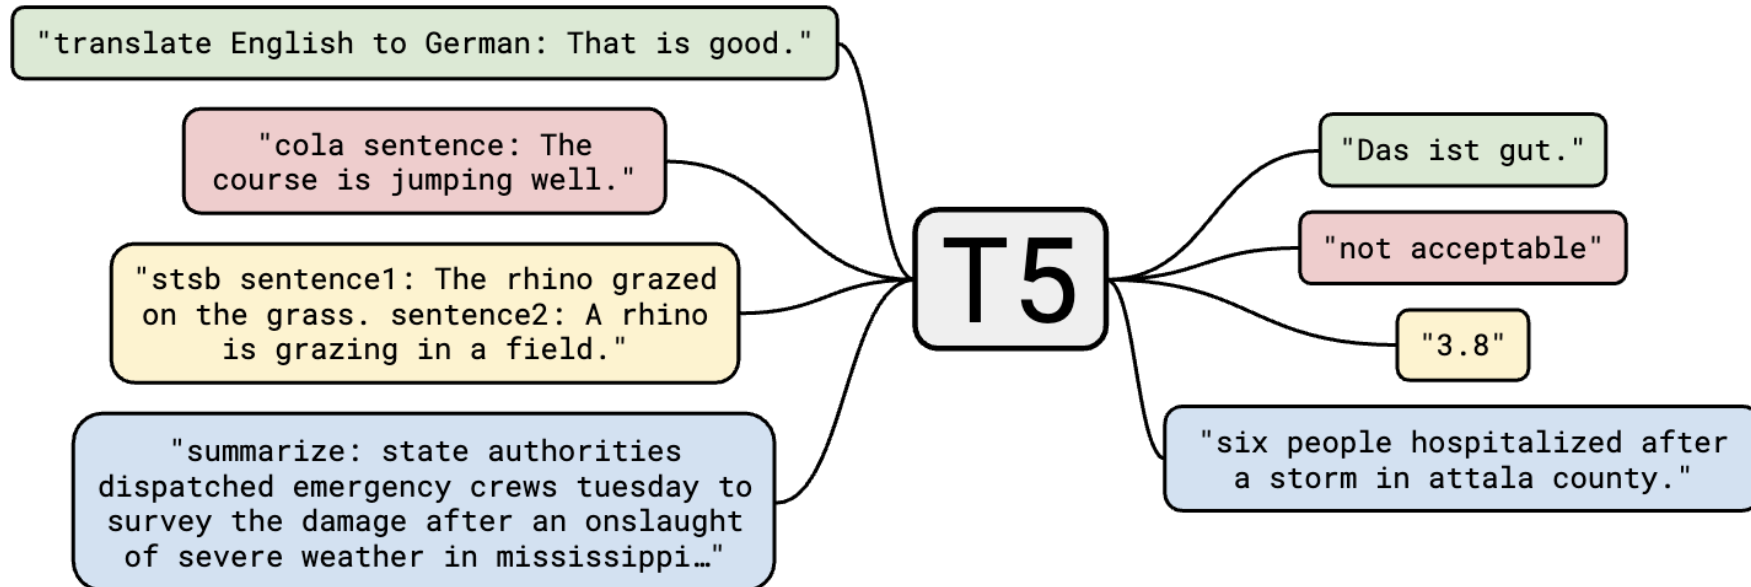 "translate English to German: That is good."
"cola sentence: The
course is jumping well."
"stsb sentence1: The rhino grazed
on the grass. sentence2: A rhino
is grazing in a field."
"summarize: state authorities
dispatched emergency crews tuesday to
survey the damage after an onslaught
of severe weather in mississippi…"
T5
"Das ist gut."
"not acceptable"
"3.8"
"six people hospitalized after
a storm in attala county."